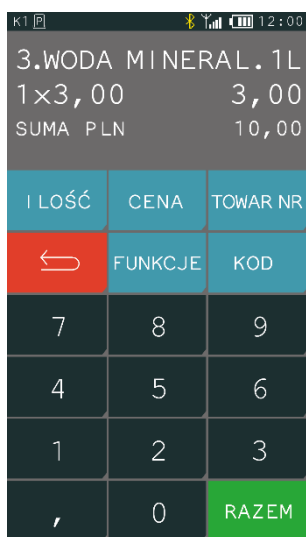 K1 P 12:00
3.WODA MINERAL.1L
1×3,00 3,00
SUMA PLN 10,00
ILOŚĆ CENA TOWAR NR
FUNKCJE KOD
7 8 9
4 5 6
1 2 3
, 0 RAZEM